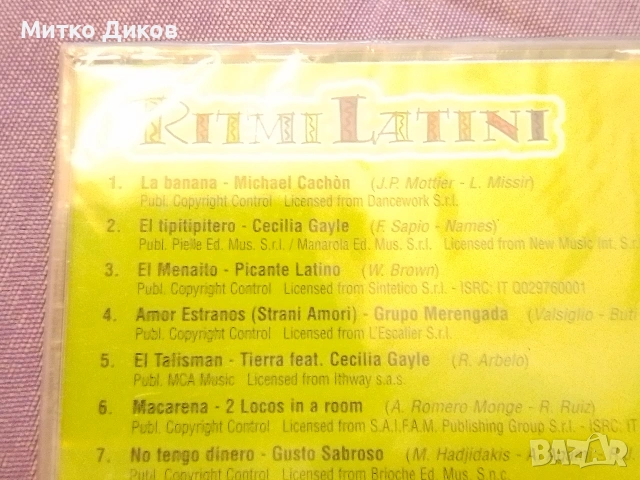 Митко Диков
RITMI LATINI
1. La banana - Michael Cachòn (J.P. Mottier - L. Missir)
Publ. Copyright Control Licensed from Dancework S.r.l.
2. El tipitipitero - Cecilia Gayle (F. Sapio - Names)
Publ. Pielle Ed. Mus. S.r.l. / Manarola Ed. Mus. S.r.l. Licensed from New Music Int. S.r
3. El Menaito - Picante Latino (W. Brown)
Publ. Copyright Control Licensed from Sintetico S.r.l. - ISRC: IT Q029760001
4. Amor Estranos (Strani Amori) - Grupo Merengada (Valsiglio - Buti
Publ. Copyright Control Licensed from L'Escalier S.r.l.
5. El Talisman - Tierra feat. Cecilia Gayle (R. Arbelo)
Publ. MCA Music Licensed from Ithway s.a.s.
6. Macarena - 2 Locos in a room (A. Romero Monge - R. Ruiz)
Publ. Copyright Control Licensed from S.A.I.F.A.M. Publishing Group S.r.l. - ISRC: IT
7. No tengo dinero - Gusto Sabroso (M. Hadjidakis
Publ. Copyright Control Licensed from Brioche Ed. Mus. S.n.c.
BAZAR